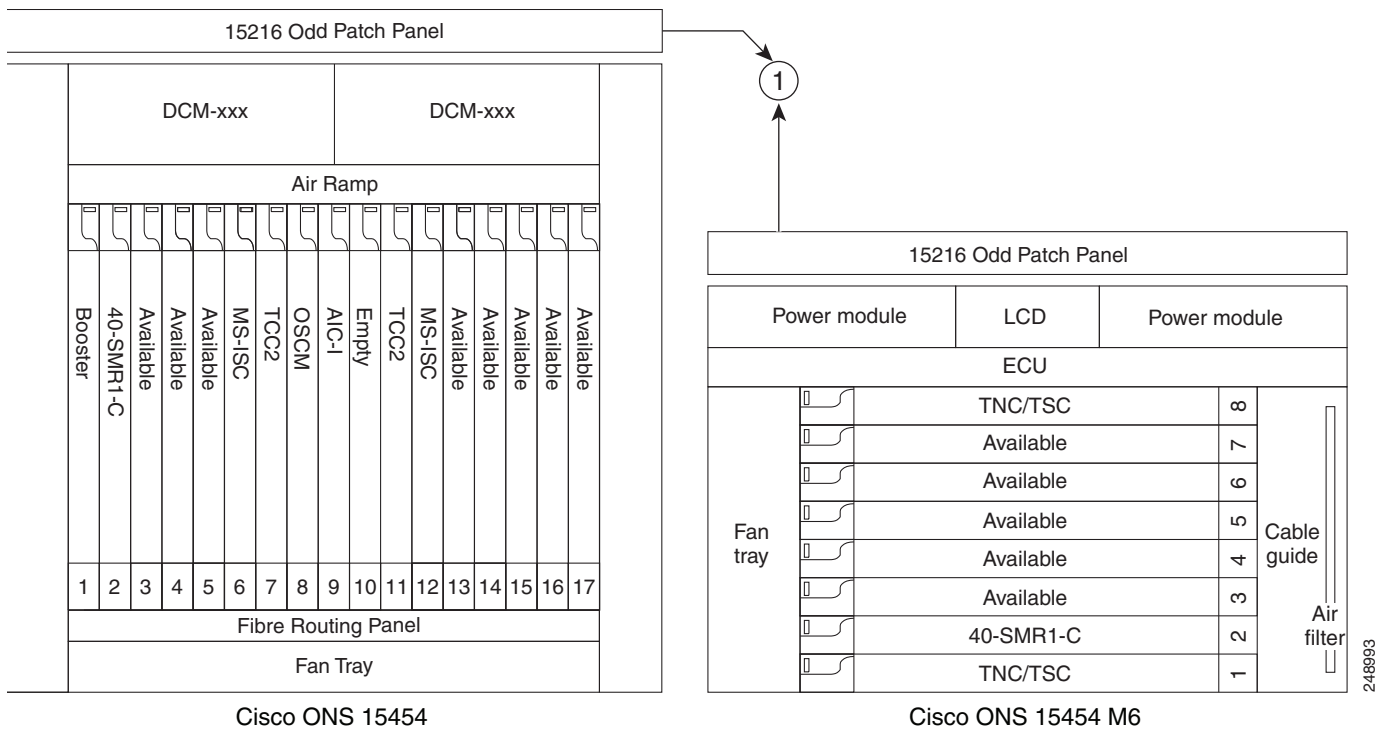 15216 Odd Patch Panel
1
DCM-xxx
DCM-xxx
Air Ramp
Booster
40-SMR1-C
Available
Available
Available
MS-ISC
TCC2
OSCM
AIC-I
Empty
TCC2
MS-ISC
Available
Available
Available
Available
Available
1 2 3 4 5 6 7 8 9 10 11 12 13 14 15 16 17
Fibre Routing Panel
Fan Tray
Cisco ONS 15454
15216 Odd Patch Panel
Power module
LCD
Power module
ECU
Fan
tray
TNC/TSC 8
Available 7
Available 6
Available 5
Available 4
Available 3
40-SMR1-C 2
TNC/TSC 1
Cable
guide
Air
filter
Cisco ONS 15454 M6
248993